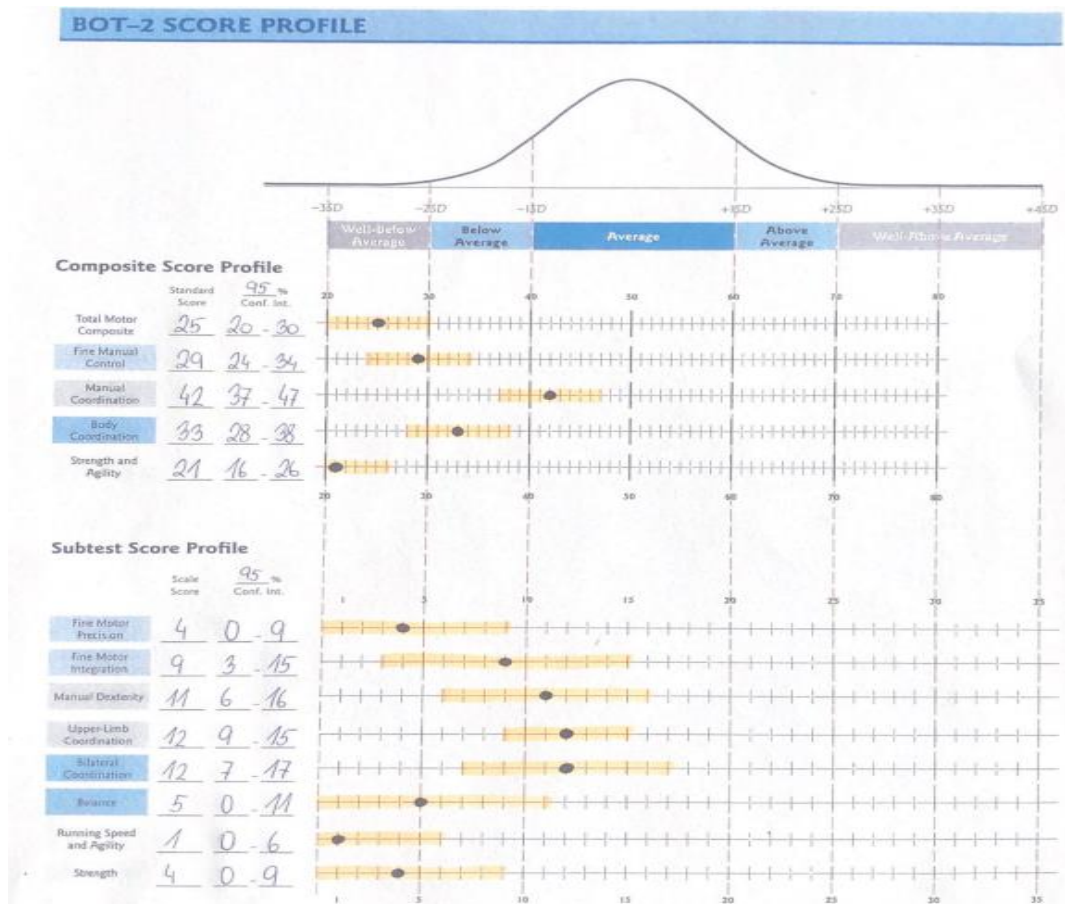 BOT–2 SCORE PROFILE
-3SD -2SD -1SD +1SD +2SD +3SD +4SD
Well-Below Average Below Average Average Above Average Well-Above Average
Composite Score Profile
Standard Score 95 % Conf. Int.
20 30 40 50 60 70 80
Total Motor Composite 25 20 - 30
Fine Manual Control 29 24 - 34
Manual Coordination 42 37 - 47
Body Coordination 33 28 - 38
Strength and Agility 21 16 - 26
20 30 40 50 60 70 80
Subtest Score Profile
Scale Score 95 % Conf. Int.
1 5 10 15 20 25 30 35
Fine Motor Precision 4 0 - 9
Fine Motor Integration 9 3 - 15
Manual Dexterity 11 6 - 16
Upper-Limb Coordination 12 9 - 15
Bilateral Coordination 12 7 - 17
Balance 5 0 - 11
Running Speed and Agility 1 0 - 6
Strength 4 0 - 9
1 5 10 15 20 25 30 35